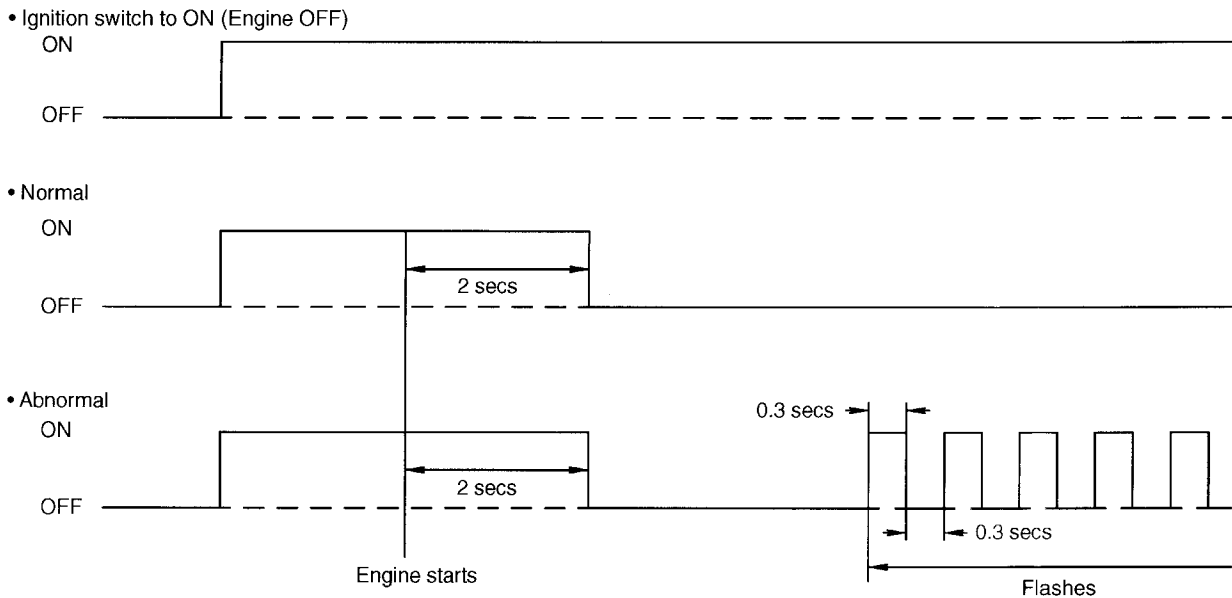 • Ignition switch to ON (Engine OFF)
ON
OFF
• Normal
ON
2 secs
OFF
• Abnormal
0.3 secs
ON
2 secs
OFF
0.3 secs
Engine starts
Flashes